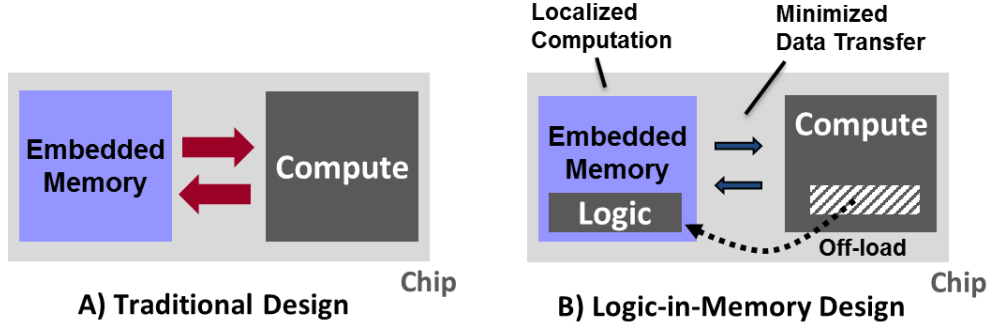 Embedded
Memory
Compute
Chip
A) Traditional Design
Localized
Computation
Minimized
Data Transfer
Embedded
Memory
Logic
Compute
Off-load
Chip
B) Logic-in-Memory Design